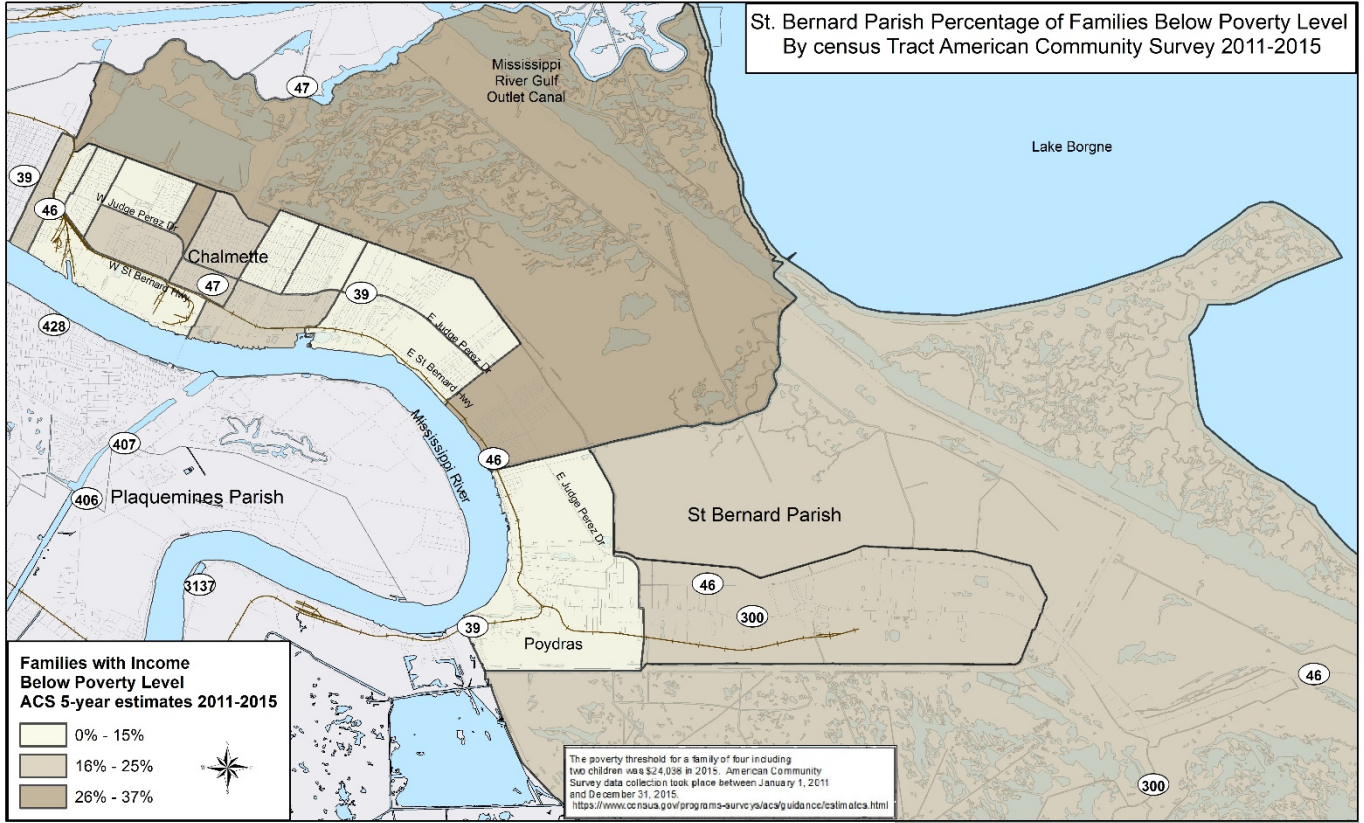 St. Bernard Parish Percentage of Families Below Poverty Level
By census Tract American Community Survey 2011-2015
Mississippi
River Gulf
Outlet Canal
47
Lake Borgne
39
46
W Judge Perez Dr
Chalmette
W St Bernard Hwy
47
39
428
E Judge Perez Dr
E St Bernard Hwy
Mississippi River
407
46
406
Plaquemines Parish
E Judge Perez Dr
St Bernard Parish
3137
46
300
39
Poydras
46
300
Families with Income
Below Poverty Level
ACS 5-year estimates 2011-2015
0% - 15%
16% - 25%
26% - 37%
The poverty threshold for a family of four including
two children was $24,036 in 2015. American Community
Survey data collection took place between January 1, 2011
and December 31, 2015.
https://www.census.gov/programs-surveys/acs/guidance/estimates.html